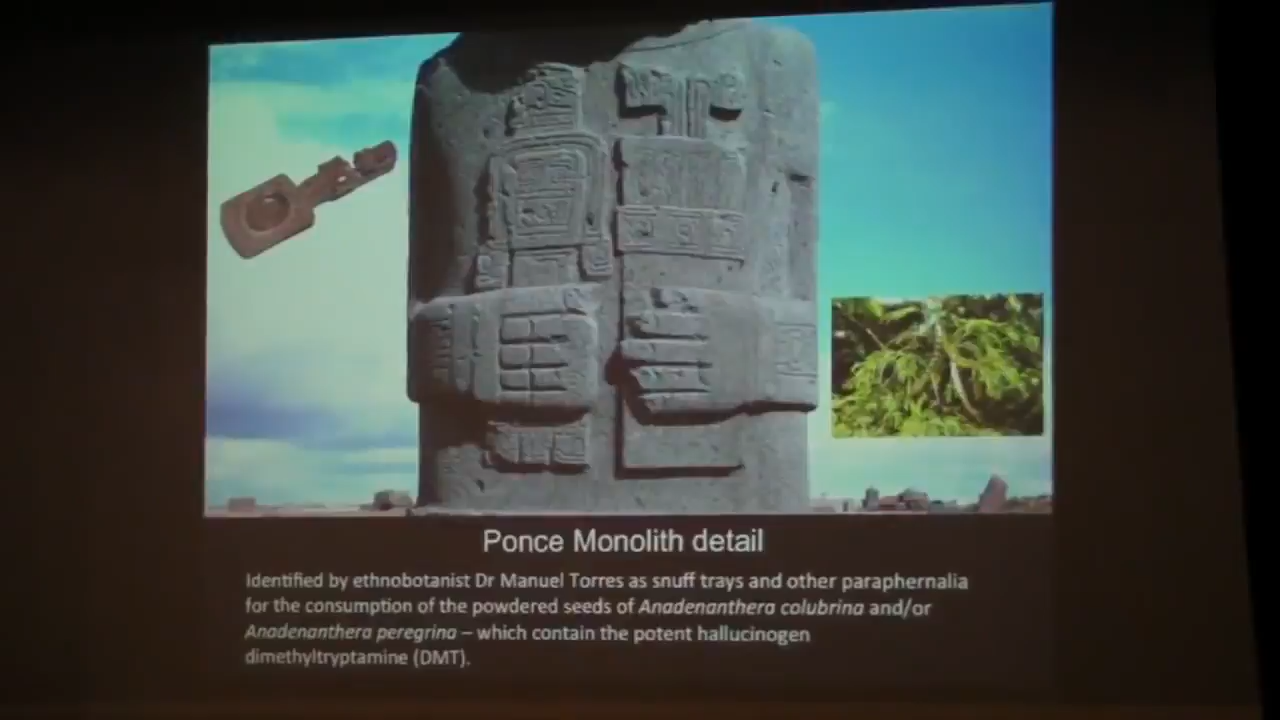 Ponce Monolith detail
Identified by ethnobotanist Dr Manuel Torres as snuff trays and other paraphernalia
for the consumption of the powdered seeds of Anadenanthera colubrina and/or
Anadenanthera peregrina – which contain the potent hallucinogen
dimethyltryptamine (DMT).